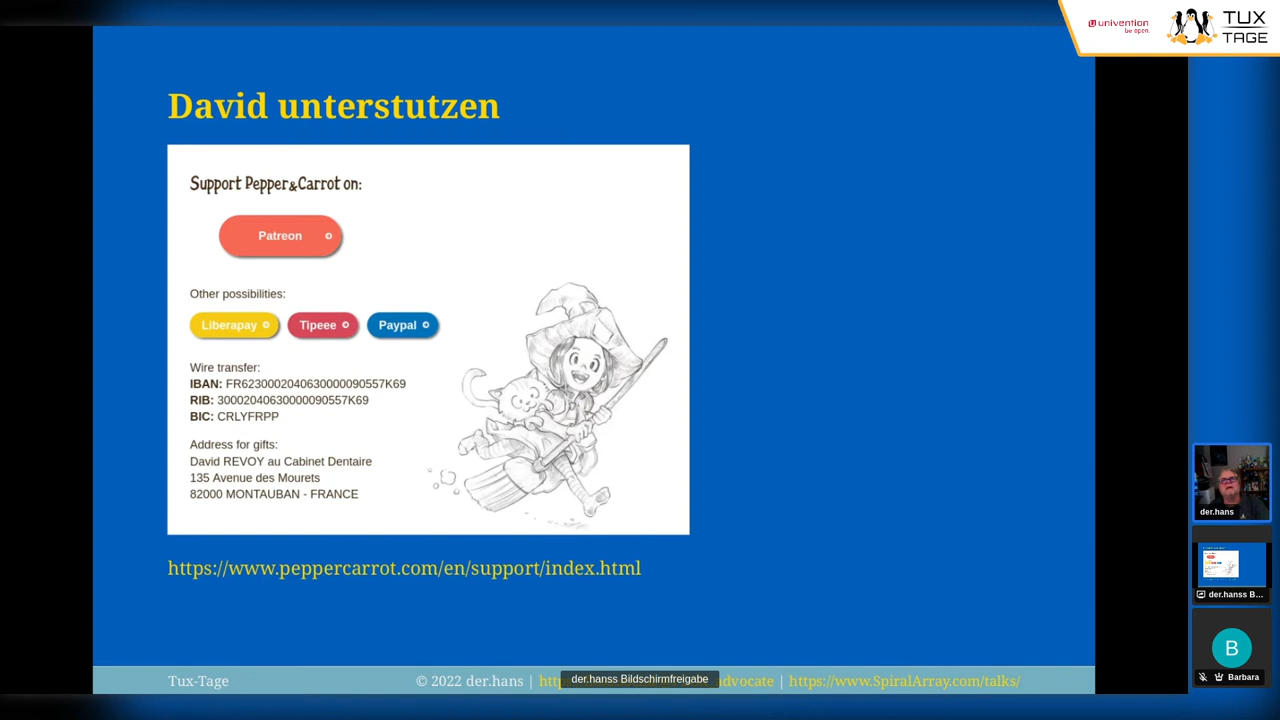 univention
be open.
TUX
TAGE
David unterstutzen
Support Pepper&Carrot on:
Patreon
Other possibilities:
Liberapay
Tipeee
Paypal
Wire transfer:
IBAN: FR6230002040630000090557K69
RIB: 30002040630000090557K69
BIC: CRLYFRPP
Address for gifts:
David REVOY au Cabinet Dentaire
135 Avenue des Mourets
82000 MONTAUBAN - FRANCE
https://www.peppercarrot.com/en/support/index.html
der.hans
der.hanss B...
B
Barbara
Tux-Tage
© 2022 der.hans | http
der.hanss Bildschirmfreigabe
advocate | https://www.SpiralArray.com/talks/